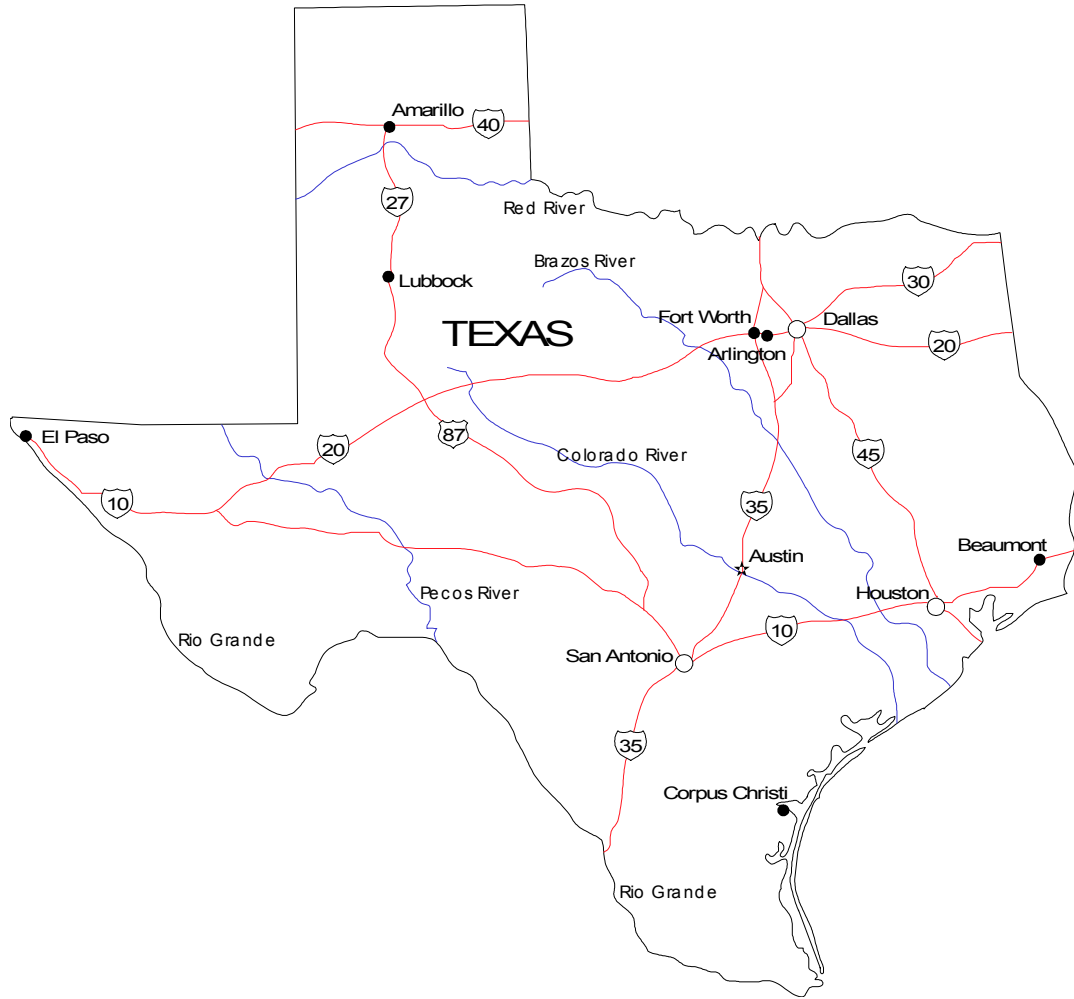 Amarillo
40
27
Red River
Brazos River
Lubbock
30
Fort Worth
Dallas
TEXAS
Arlington
20
El Paso
87
20
Colorado River
45
10
35
Austin
Beaumont
Pecos River
Houston
Rio Grande
10
San Antonio
35
Corpus Christi
Rio Grande